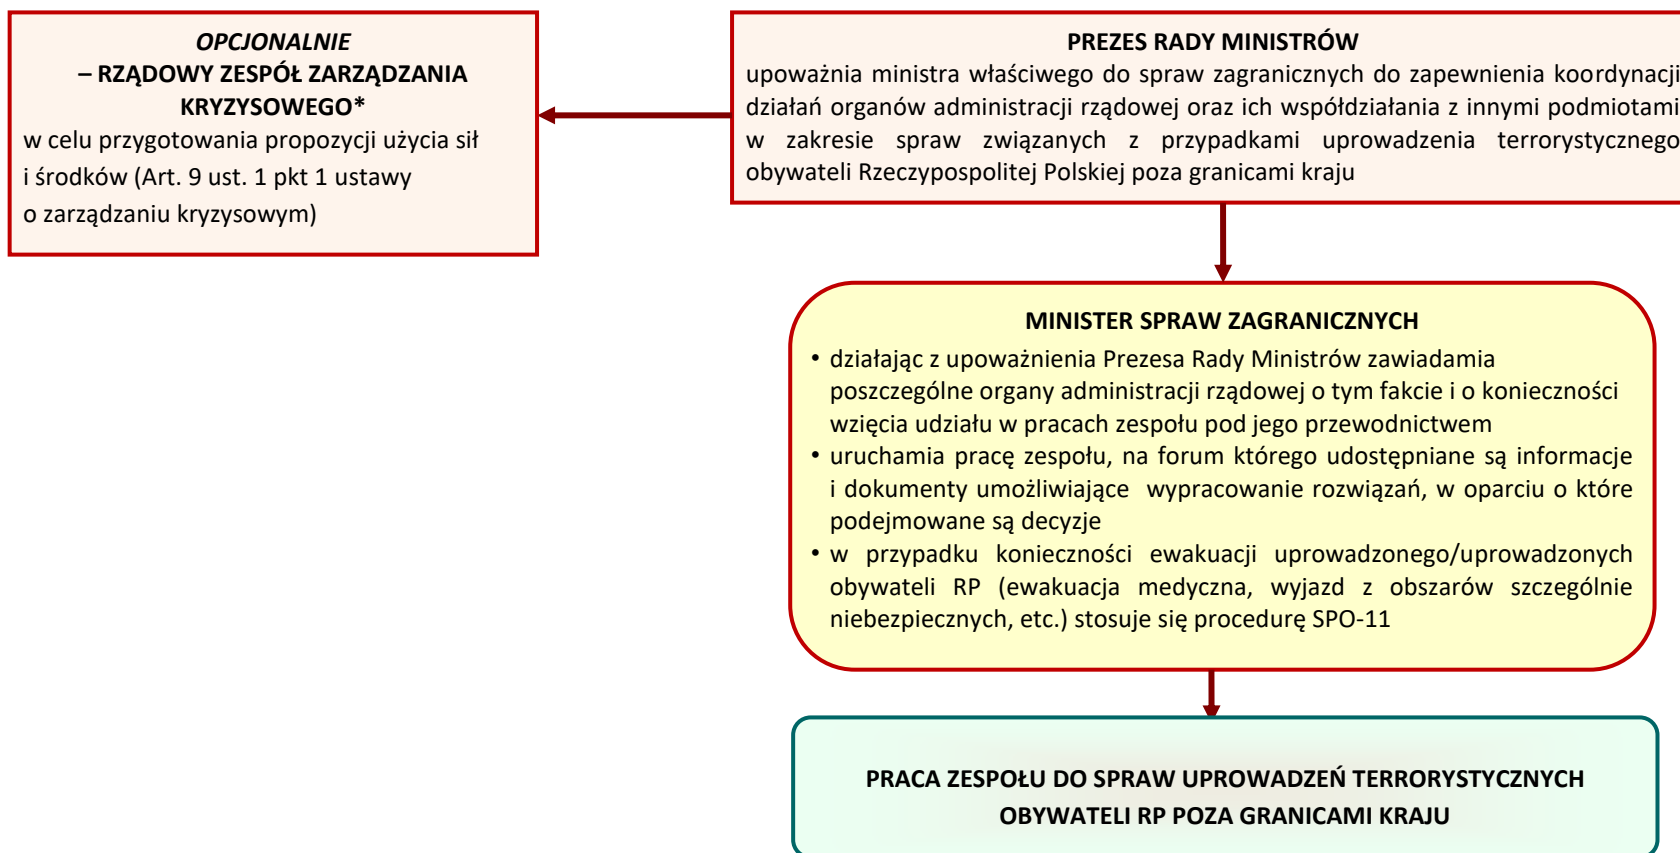 OPCJONALNIE
– RZĄDOWY ZESPÓŁ ZARZĄDZANIA
KRYZYSOWEGO*
w celu przygotowania propozycji użycia sił
i środków (Art. 9 ust. 1 pkt 1 ustawy
o zarządzaniu kryzysowym)
PREZES RADY MINISTRÓW
upoważnia ministra właściwego do spraw zagranicznych do zapewnienia koordynacji
działań organów administracji rządowej oraz ich współdziałania z innymi podmiotami
w zakresie spraw związanych z przypadkami uprowadzenia terrorystycznego
obywateli Rzeczypospolitej Polskiej poza granicami kraju
MINISTER SPRAW ZAGRANICZNYCH
• działając z upoważnienia Prezesa Rady Ministrów zawiadamia
poszczególne organy administracji rządowej o tym fakcie i o konieczności
wzięcia udziału w pracach zespołu pod jego przewodnictwem
• uruchamia pracę zespołu, na forum którego udostępniane są informacje
i dokumenty umożliwiające wypracowanie rozwiązań, w oparciu o które
podejmowane są decyzje
• w przypadku konieczności ewakuacji uprowadzonego/uprowadzonych
obywateli RP (ewakuacja medyczna, wyjazd z obszarów szczególnie
niebezpiecznych, etc.) stosuje się procedurę SPO-11
PRACA ZESPOŁU DO SPRAW UPROWADZEŃ TERRORYSTYCZNYCH
OBYWATELI RP POZA GRANICAMI KRAJU